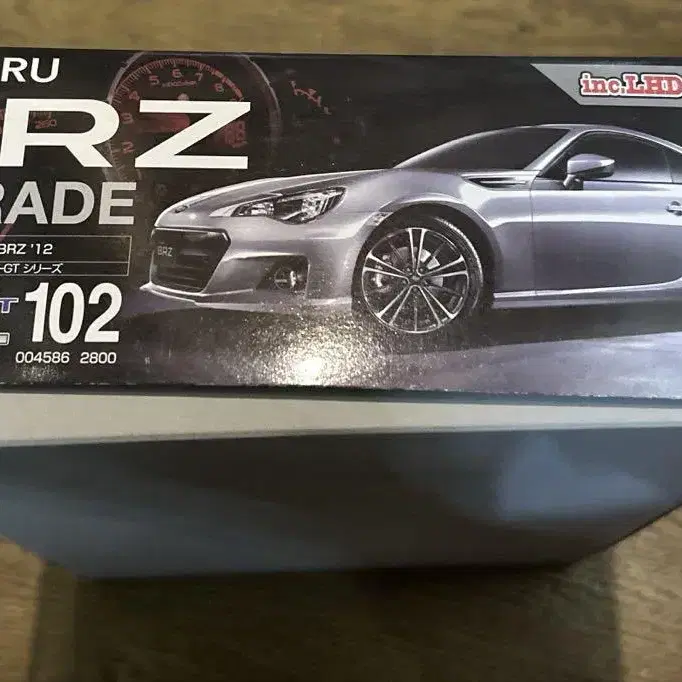 RU
RZ
RADE
BRZ '12
-GT シリーズ
102
004586 2800
inc.LHD
BRZ